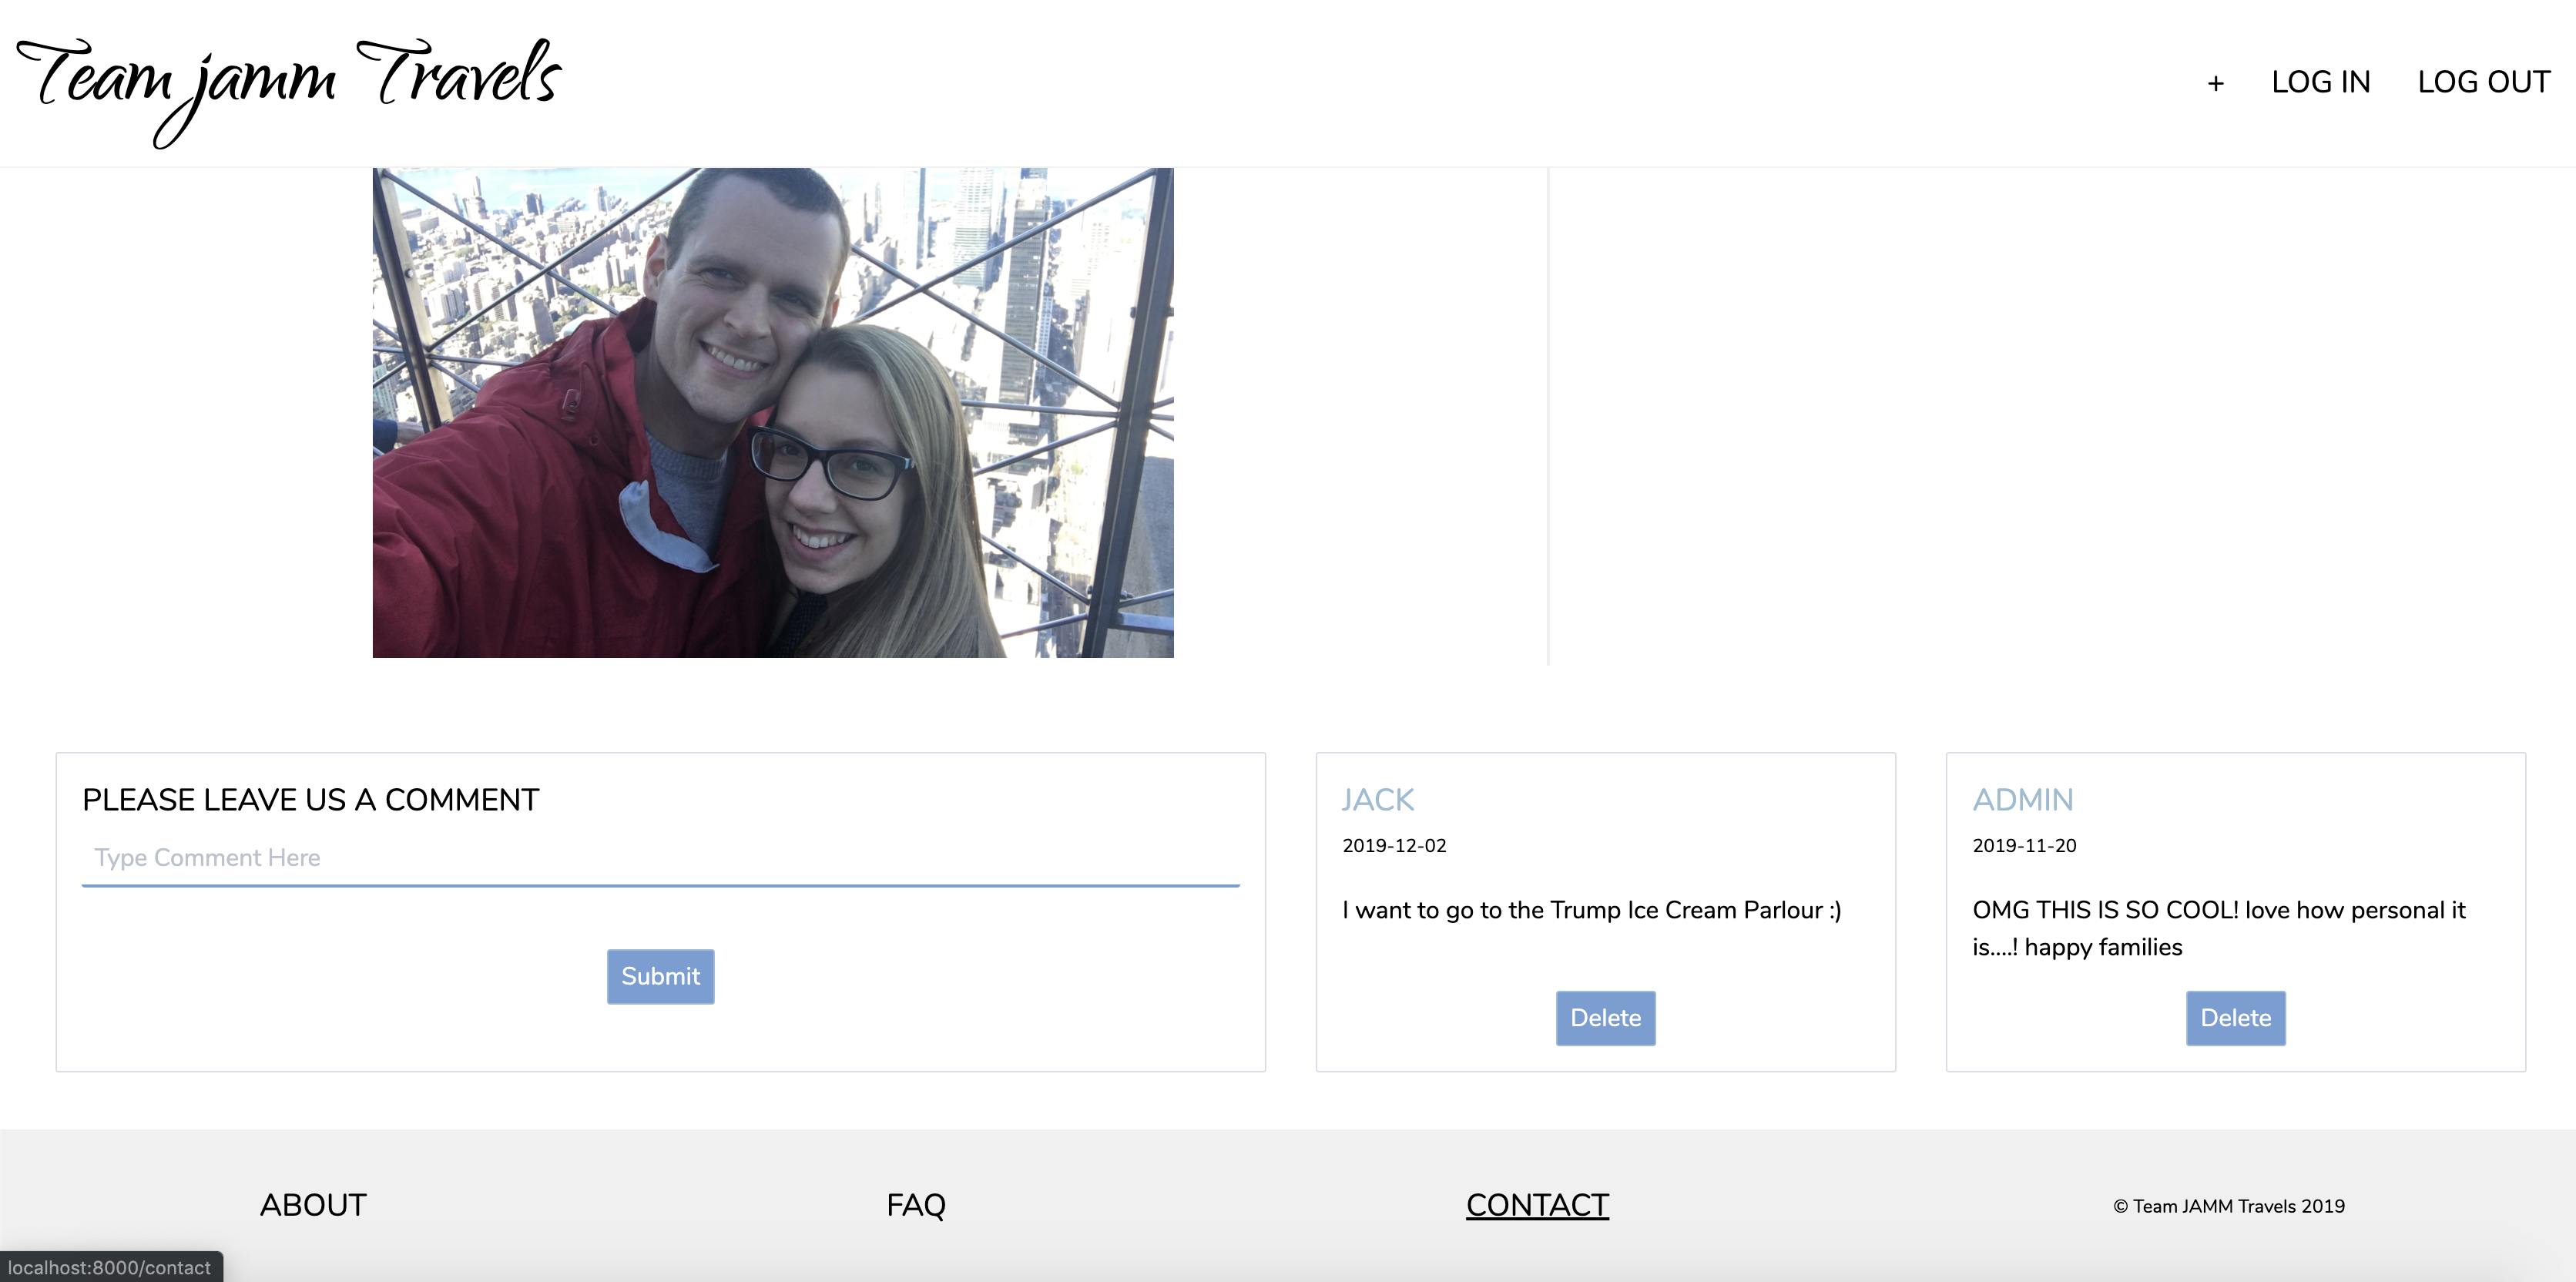 Team jamm Travels
+ LOG IN LOG OUT
PLEASE LEAVE US A COMMENT
Type Comment Here
Submit
JACK
2019-12-02
I want to go to the Trump Ice Cream Parlour :)
Delete
ADMIN
2019-11-20
OMG THIS IS SO COOL! love how personal it
is....! happy families
Delete
ABOUT
FAQ
CONTACT
© Team JAMM Travels 2019
localhost:8000/contact